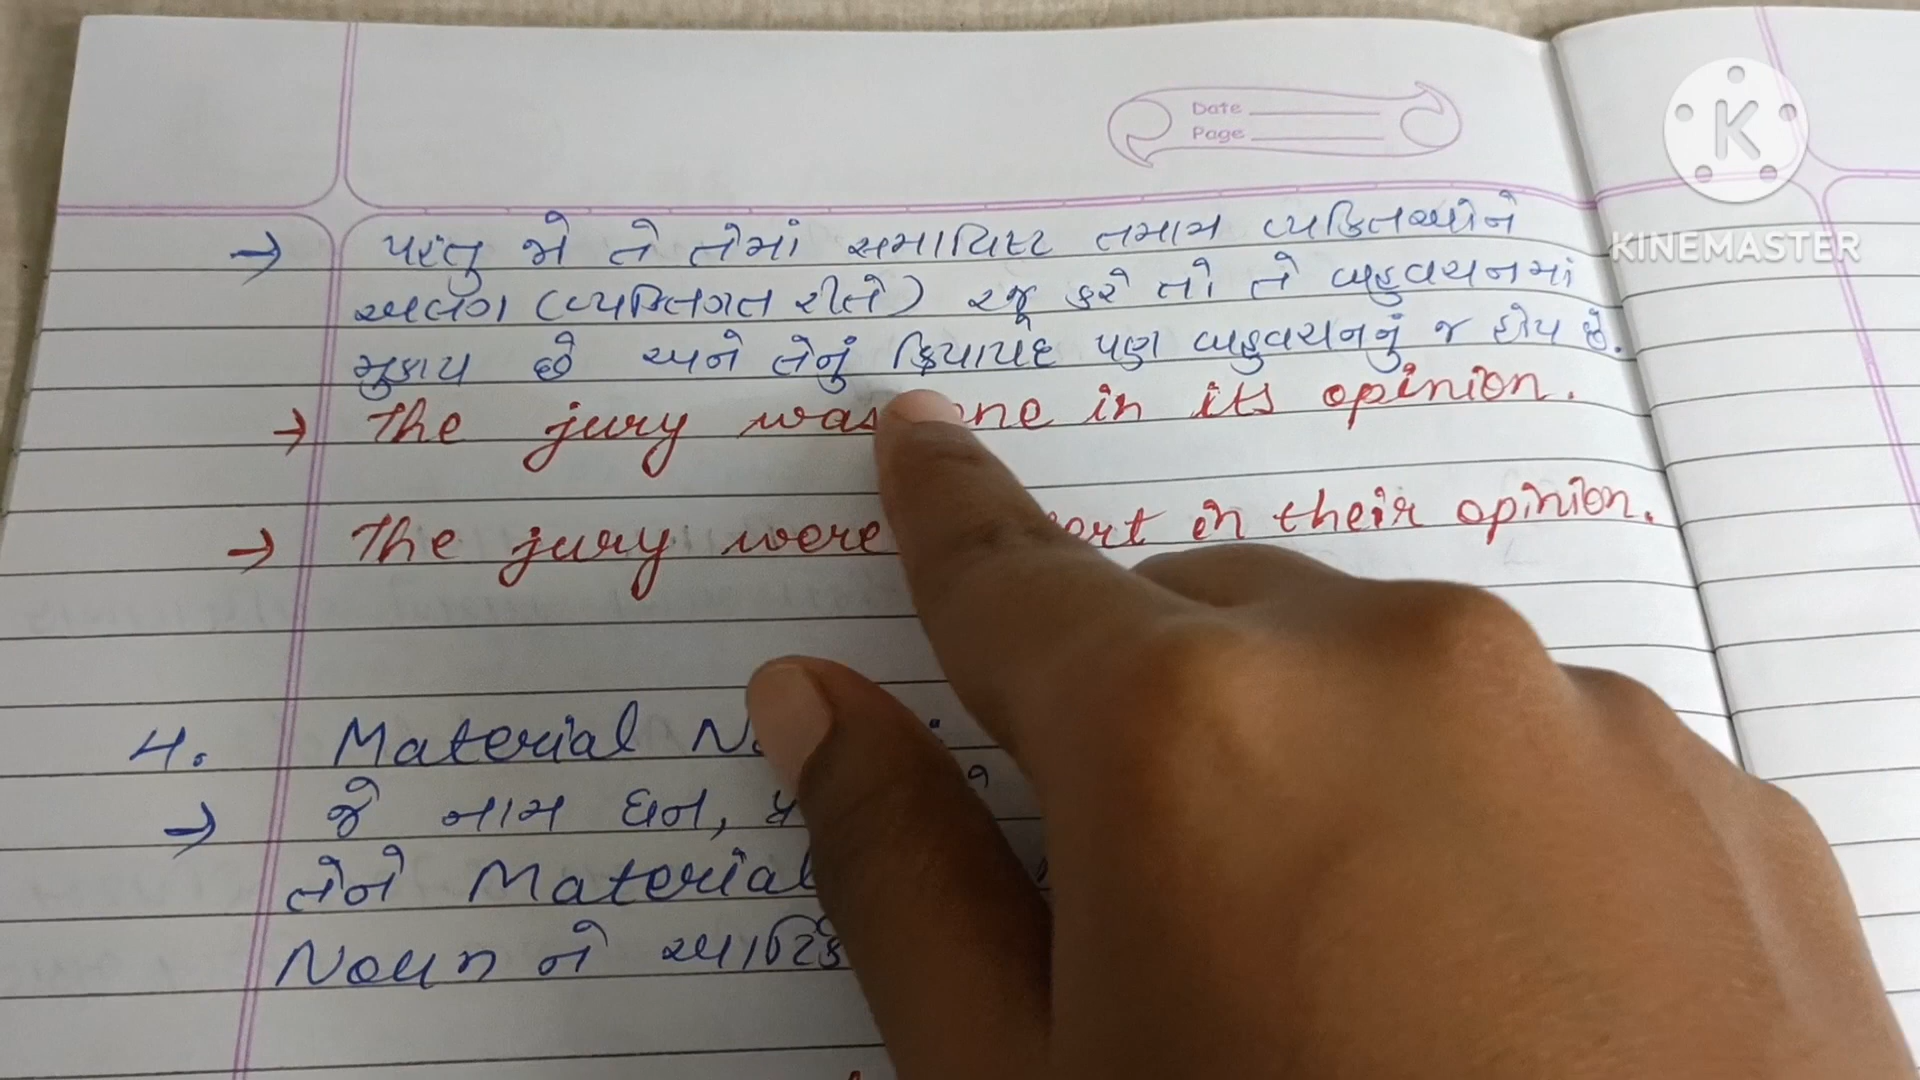 Date
Page
K
KINEMASTER
→ પરંતુ જો તે તેમાં સમાવિષ્ટ તમામ વ્યક્તિઓને
અલગ (વ્યક્તિગત રીતે) રજૂ કરે તો તે બહુવચનમાં
મુકાય છે અને તેનું ક્રિયાપદ પણ બહુવચનનું જ હોય છે.
→ The jury was one in its opinion.
→ The jury were in their opinion.
4. Material
→ જે નામ ઘન,
તેને Material
Noun ને આર્ટિકલ